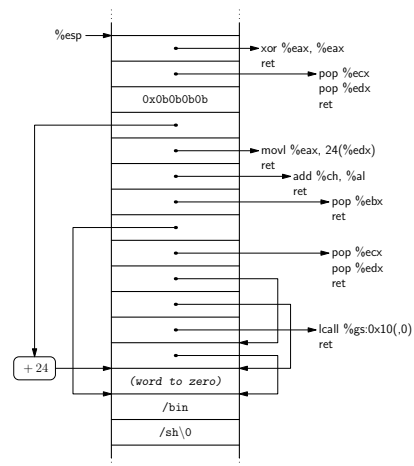 %esp
xor %eax, %eax
ret
pop %ecx
pop %edx
ret
0x0b0b0b0b
movl %eax, 24(%edx)
ret
add %ch, %al
ret
pop %ebx
ret
pop %ecx
pop %edx
ret
lcall %gs:0x10(,0)
ret
+ 24
(word to zero)
/bin
/sh\0